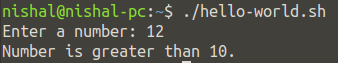 nishal@nishal-pc:~$ ./hello-world.sh
Enter a number: 12
Number is greater than 10.